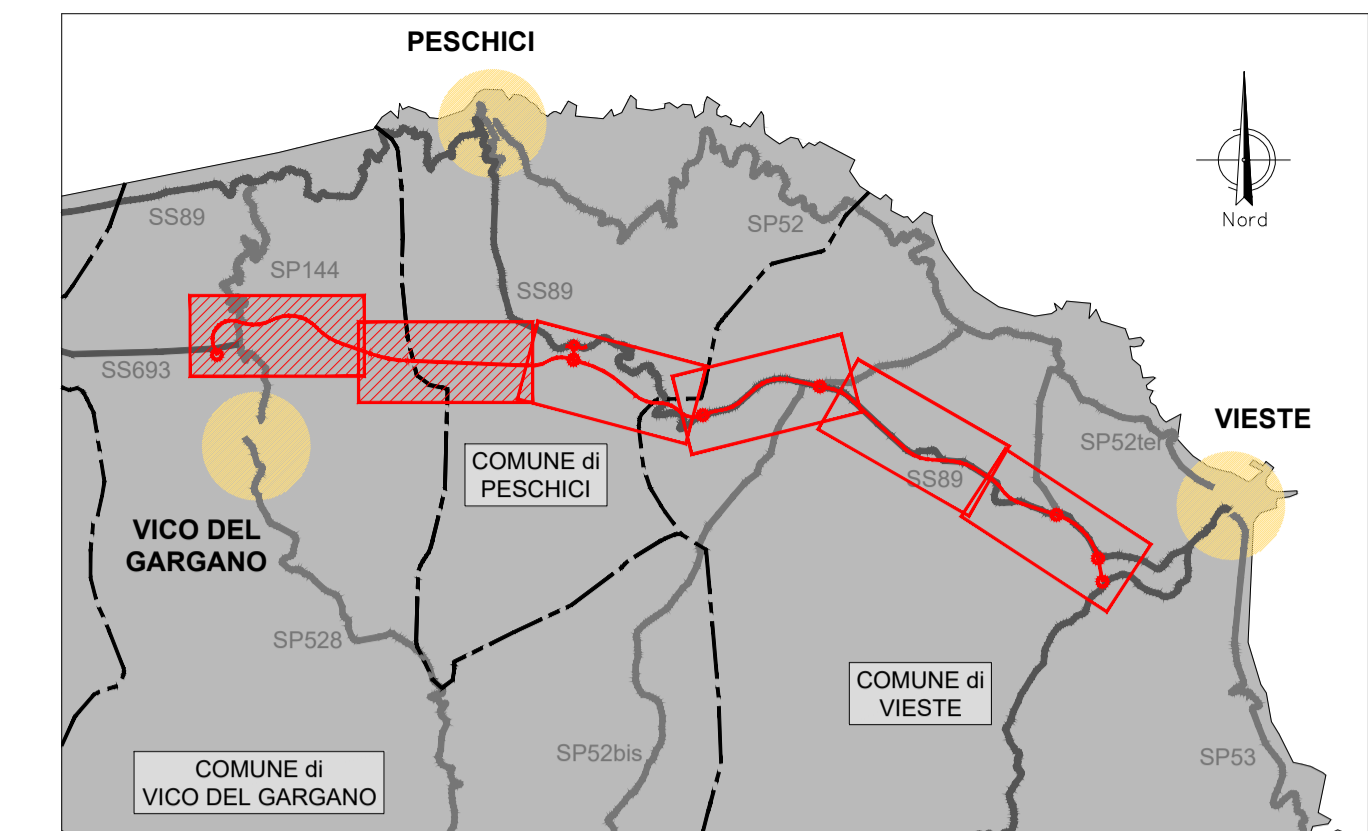 PESCHICI
Nord
SS89
SP52
SP144
SS89
SS693
VIESTE
SP52ter
COMUNE di
PESCHICI
SS89
VICO DEL
GARGANO
SP528
COMUNE di
VIESTE
SP52bis
SP53
COMUNE di
VICO DEL GARGANO